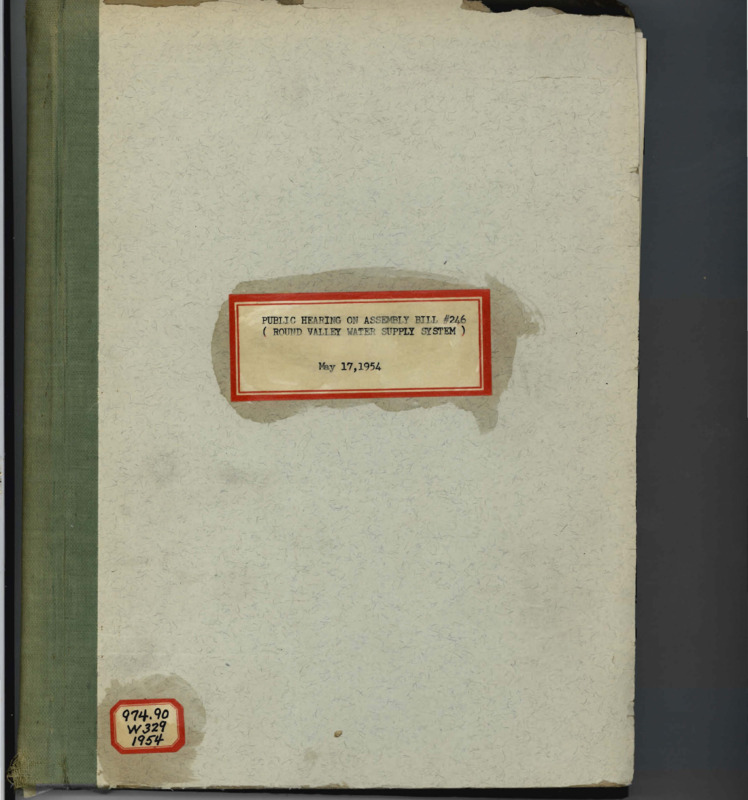 PUBLIC HEARING ON ASSEMBLY BILL #246
( ROUND VALLEY WATER SUPPLY SYSTEM )
May 17,1954
974.90
W329
1954